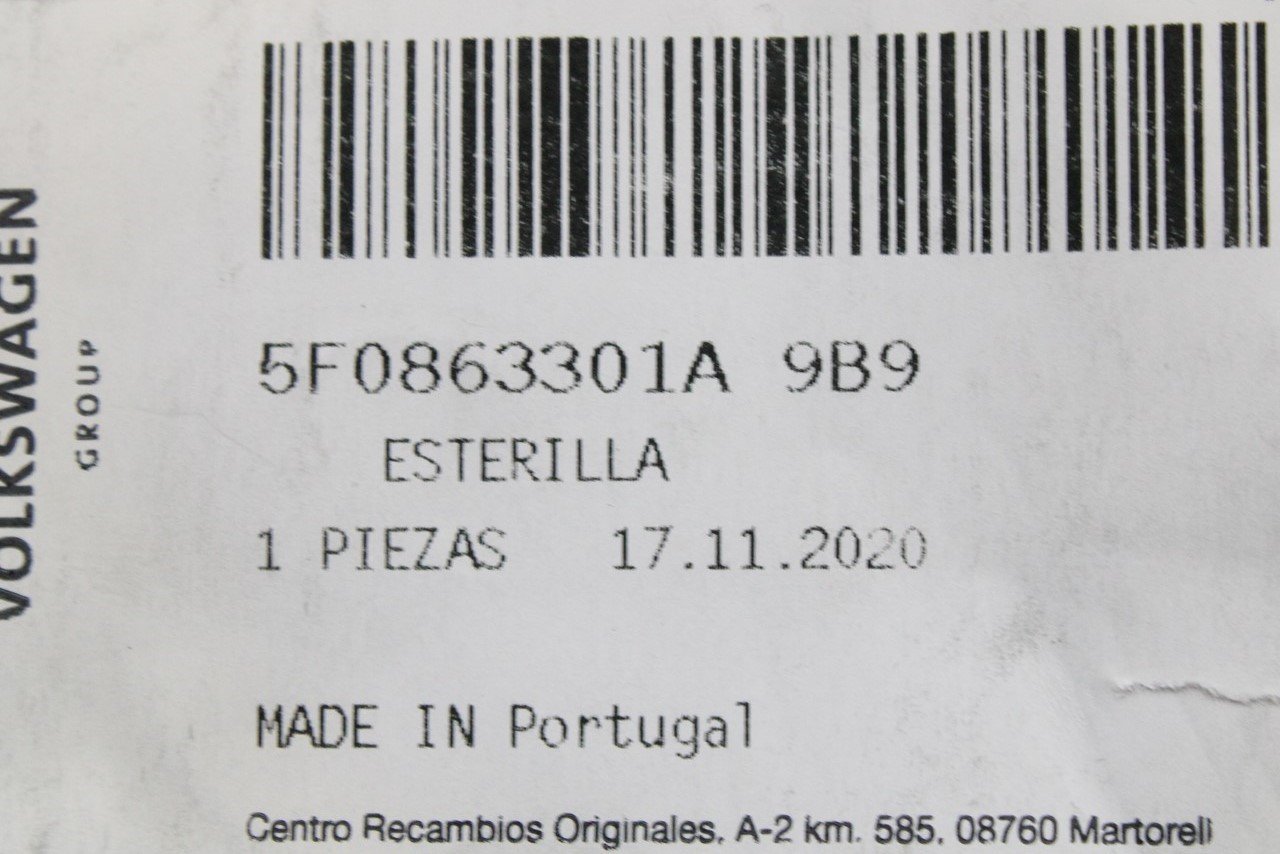 VOLKSWAGEN
GROUP
5F0863301A 9B9
ESTERILLA
1 PIEZAS 17.11.2020
MADE IN Portugal
Centro Recambios Originales, A-2 km. 585, 08760 Martorell